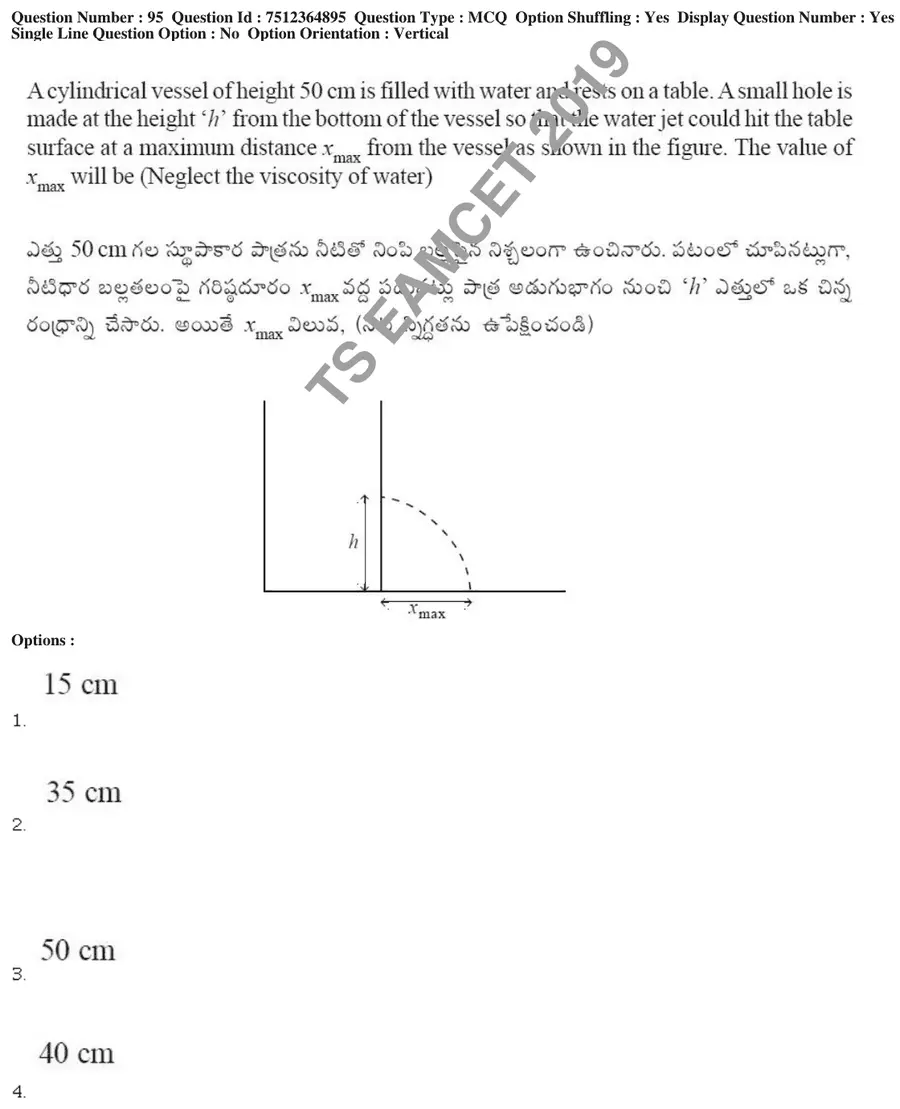 Question Number : 95 Question Id : 7512364895 Question Type : MCQ Option Shuffling : Yes Display Question Number : Yes
Single Line Question Option : No Option Orientation : Vertical
A cylindrical vessel of height 50 cm is filled with water and rests on a table. A small hole is
made at the height ‘h’ from the bottom of the vessel so that the water jet could hit the table
surface at a maximum distance xmax from the vessel as shown in the figure. The value of
xmax will be (Neglect the viscosity of water)
ఎత్తు 50 cm గల స్థూపాకార పాత్రను నీటితో నింపి బల్లపైన నిశ్చలంగా ఉంచినారు. పటంలో చూపినట్లుగా,
నీటిధార బల్లతలంపై గరిష్ఠదూరం xmax వద్ద పడునట్లు పాత్ర అడుగుభాగం నుంచి ‘h’ ఎత్తులో ఒక చిన్న
రంధ్రాన్ని చేసారు. అయితే xmax విలువ, (నీటి స్నిగ్ధతను ఉపేక్షించండి)
TS EAMCET 2019
h
xmax
Options :
15 cm
1.
35 cm
2.
50 cm
3.
40 cm
4.